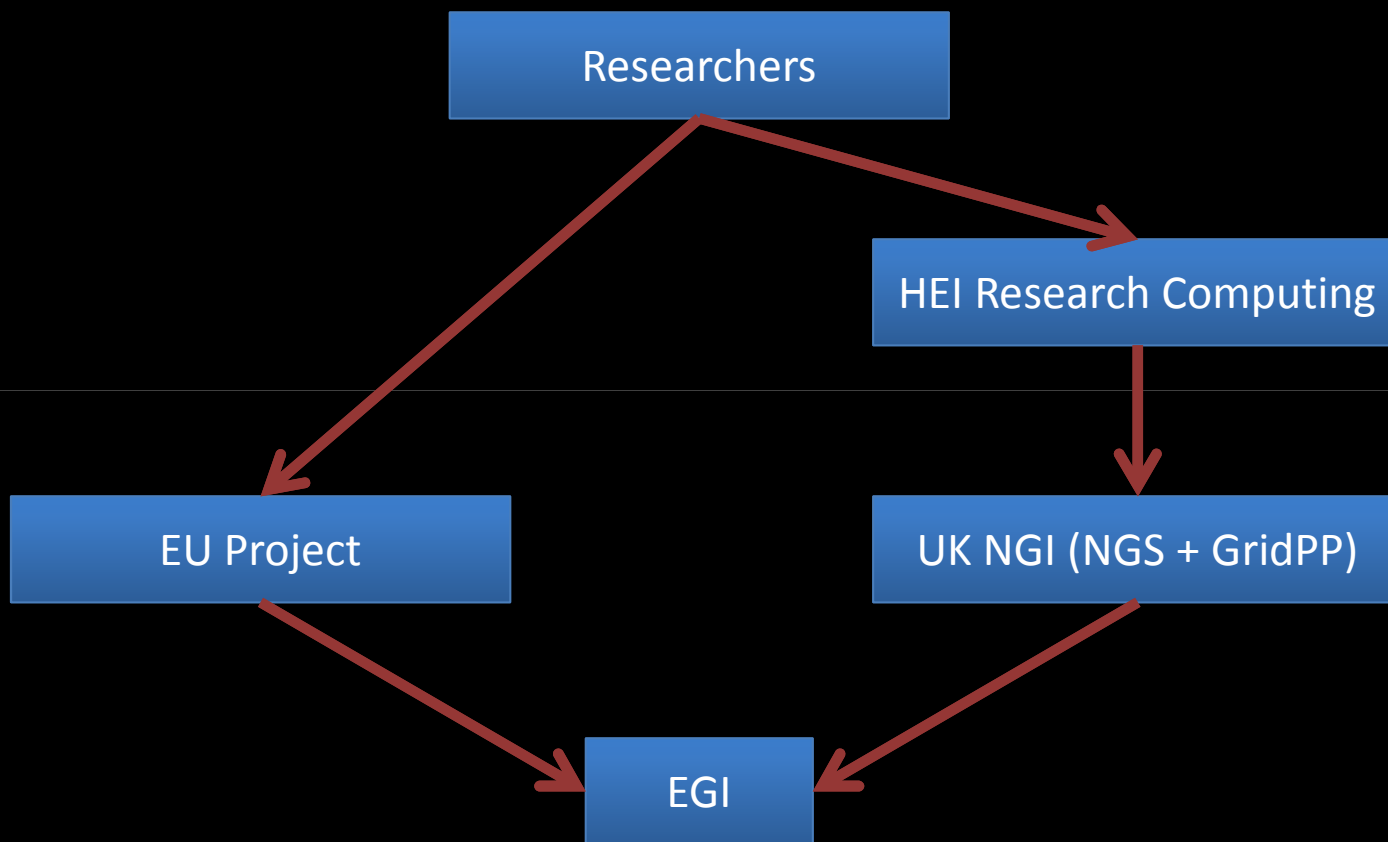 Researchers
HEI Research Computing
EU Project
UK NGI (NGS + GridPP)
EGI